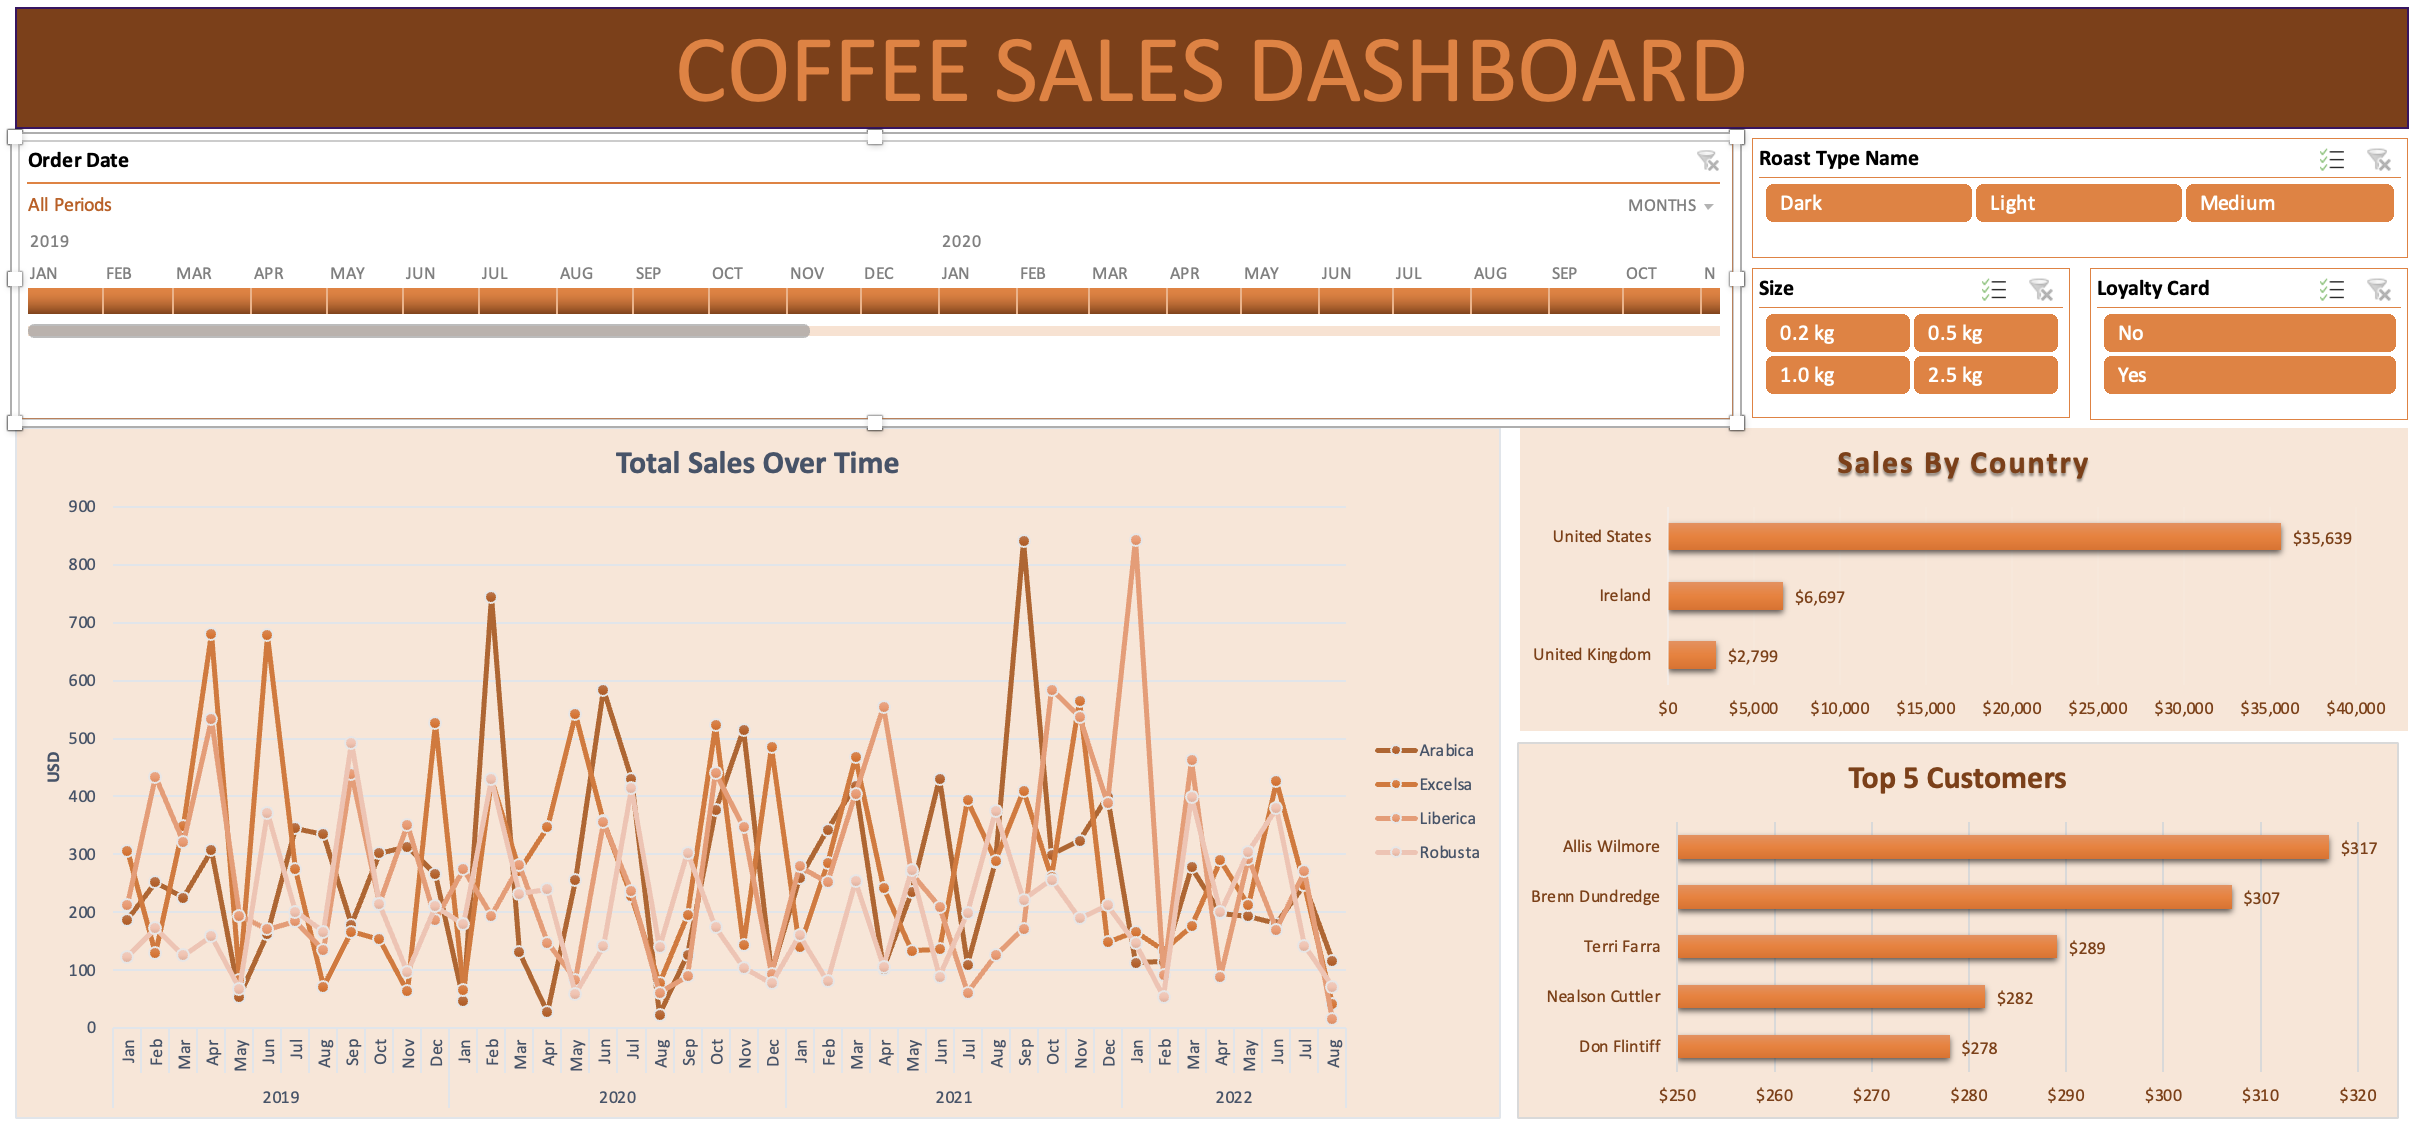 COFFEE SALES DASHBOARD
Order Date
All Periods
MONTHS
2019 2020
JAN FEB MAR APR MAY JUN JUL AUG SEP OCT NOV DEC JAN FEB MAR APR MAY JUN JUL AUG SEP OCT N
Roast Type Name
Dark Light Medium
Size
0.2 kg 0.5 kg
1.0 kg 2.5 kg
Loyalty Card
No
Yes
Total Sales Over Time
900
800
700
600
500
400
300
200
100
0
USD
Jan Feb Mar Apr May Jun Jul Aug Sep Oct Nov Dec Jan Feb Mar Apr May Jun Jul Aug Sep Oct Nov Dec Jan Feb Mar Apr May Jun Jul Aug Sep Oct Nov Dec Jan Feb Mar Apr May Jun Jul Aug
2019 2020 2021 2022
Arabica
Excelsa
Liberica
Robusta
Sales By Country
United States $35,639
Ireland $6,697
United Kingdom $2,799
$0 $5,000 $10,000 $15,000 $20,000 $25,000 $30,000 $35,000 $40,000
Top 5 Customers
Allis Wilmore $317
Brenn Dundredge $307
Terri Farra $289
Nealson Cuttler $282
Don Flintiff $278
$250 $260 $270 $280 $290 $300 $310 $320